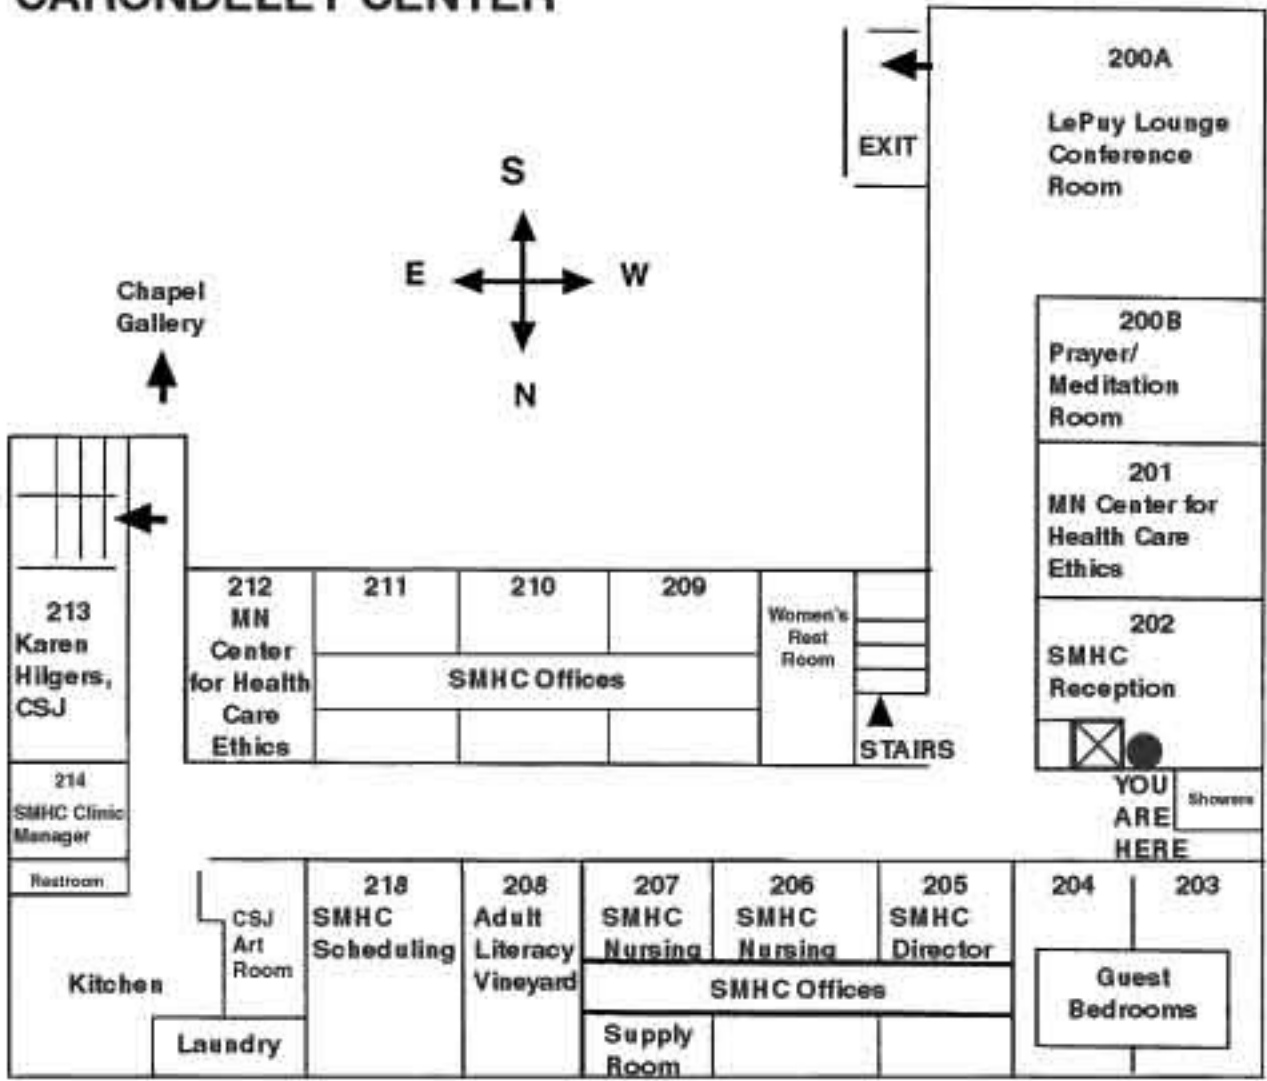 CARONDELET CENTER
200A
LePuy Lounge
Conference
Room
EXIT
S
E
W
N
Chapel
Gallery
200B
Prayer/
Meditation
Room
201
MN Center for
Health Care
Ethics
202
SMHC
Reception
213
Karen
Hilgers,
CSJ
212
MN
Center
for Health
Care
Ethics
211
210
209
SMHC Offices
Women's
Rest
Room
STAIRS
YOU
ARE
HERE
Showers
214
SMHC Clinic
Manager
Restroom
Kitchen
CSJ
Art
Room
Laundry
218
SMHC
Scheduling
208
Adult
Literacy
Vineyard
207
SMHC
Nursing
206
SMHC
Nursing
205
SMHC
Director
SMHC Offices
Supply
Room
204
203
Guest
Bedrooms